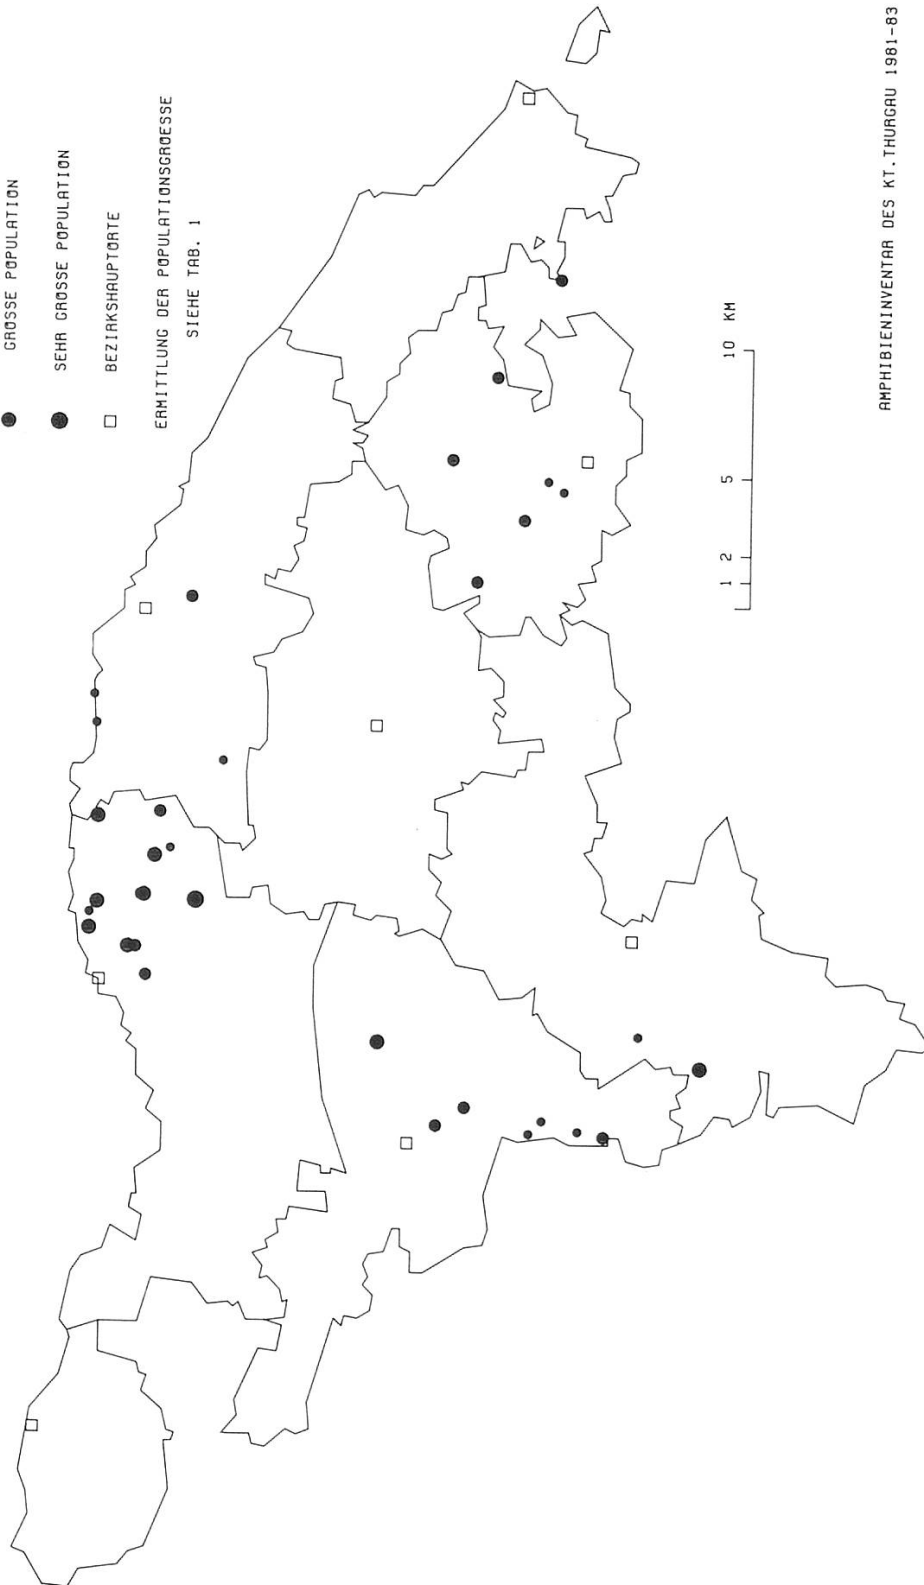 GROSSE POPULATION
SEHR GROSSE POPULATION
BEZIRKSHAUPTORTE
ERMITTLUNG DER POPULATIONSGROESSE
SIEHE TAB. 1
1 2 5 10 KM
AMPHIBIENINVENTAR DES KT. THURGAU 1981-83